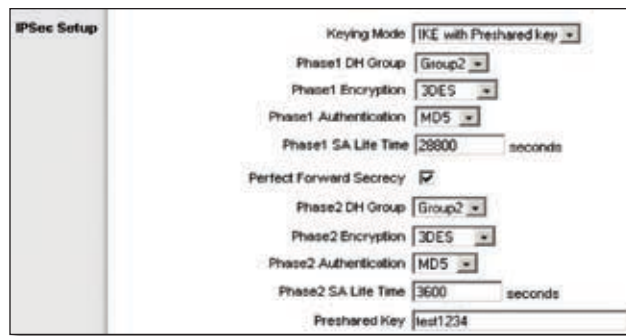 IPSec Setup
Keying Mode IKE with Preshared key
Phase1 DH Group Group2
Phase1 Encryption 3DES
Phase1 Authentication MD5
Phase1 SA Life Time 28800 seconds
Perfect Forward Secrecy
Phase2 DH Group Group2
Phase2 Encryption 3DES
Phase2 Authentication MD5
Phase2 SA Life Time 3600 seconds
Preshared Key test1234